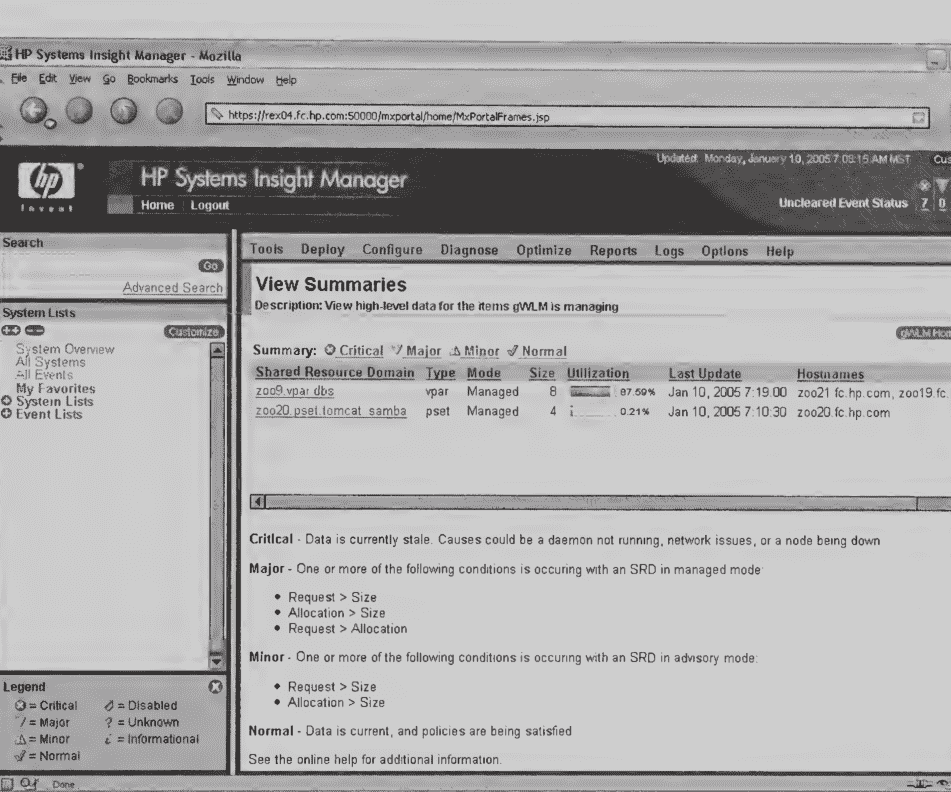 HP Systems Insight Manager - Mozilla
File Edit View Go Bookmarks Tools Window Help
https://rex04.fc.hp.com:50000/mxportal/home/MxPortalFrames.jsp
Updated: Monday, January 10, 2005 7:09:15 AM MST Cus
hp
HP Systems Insight Manager
invent
Home Logout
Uncleared Event Status 7 0
Search
Go
Advanced Search
System Lists
Customize
System Overview
All Systems
All Events
My Favorites
System Lists
Event Lists
Legend
= Critical = Disabled
= Major ? = Unknown
= Minor i = Informational
= Normal
Tools Deploy Configure Diagnose Optimize Reports Logs Options Help
View Summaries
Description: View high-level data for the items gWLM is managing
gWLM Hom
Summary: Critical Major Minor Normal
Shared Resource Domain Type Mode Size Utilization Last Update Hostnames
zoo9.vpar.dbs vpar Managed 8 87.59% Jan 10, 2005 7:19:00 zoo21.fc.hp.com, zoo19.fc.
zoo20.pset.tomcat_samba pset Managed 4 0.21% Jan 10, 2005 7:10:30 zoo20.fc.hp.com
Critical - Data is currently stale. Causes could be a daemon not running, network issues, or a node being down
Major - One or more of the following conditions is occuring with an SRD in managed mode:
• Request > Size
• Allocation > Size
• Request > Allocation
Minor - One or more of the following conditions is occuring with an SRD in advisory mode:
• Request > Size
• Allocation > Size
Normal - Data is current, and policies are being satisfied
See the online help for additional information.
Done